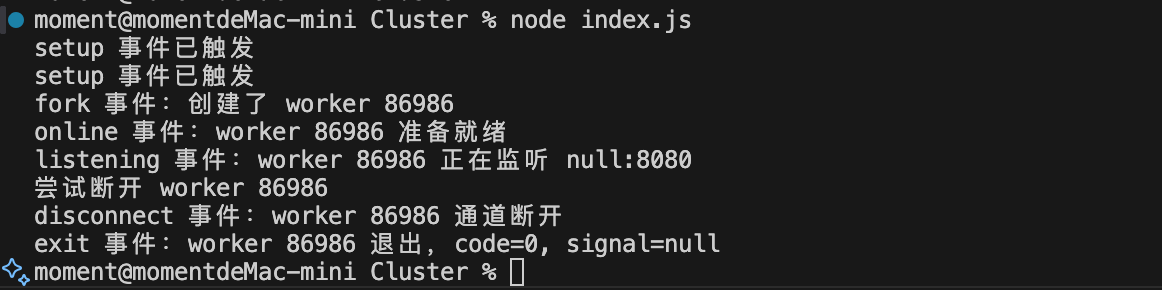 moment@momentdeMac-mini Cluster % node index.js
setup 事件已触发
setup 事件已触发
fork 事件：创建了 worker 86986
online 事件：worker 86986 准备就绪
listening 事件：worker 86986 正在监听 null:8080
尝试断开 worker 86986
disconnect 事件：worker 86986 通道断开
exit 事件：worker 86986 退出，code=0, signal=null
moment@momentdeMac-mini Cluster %